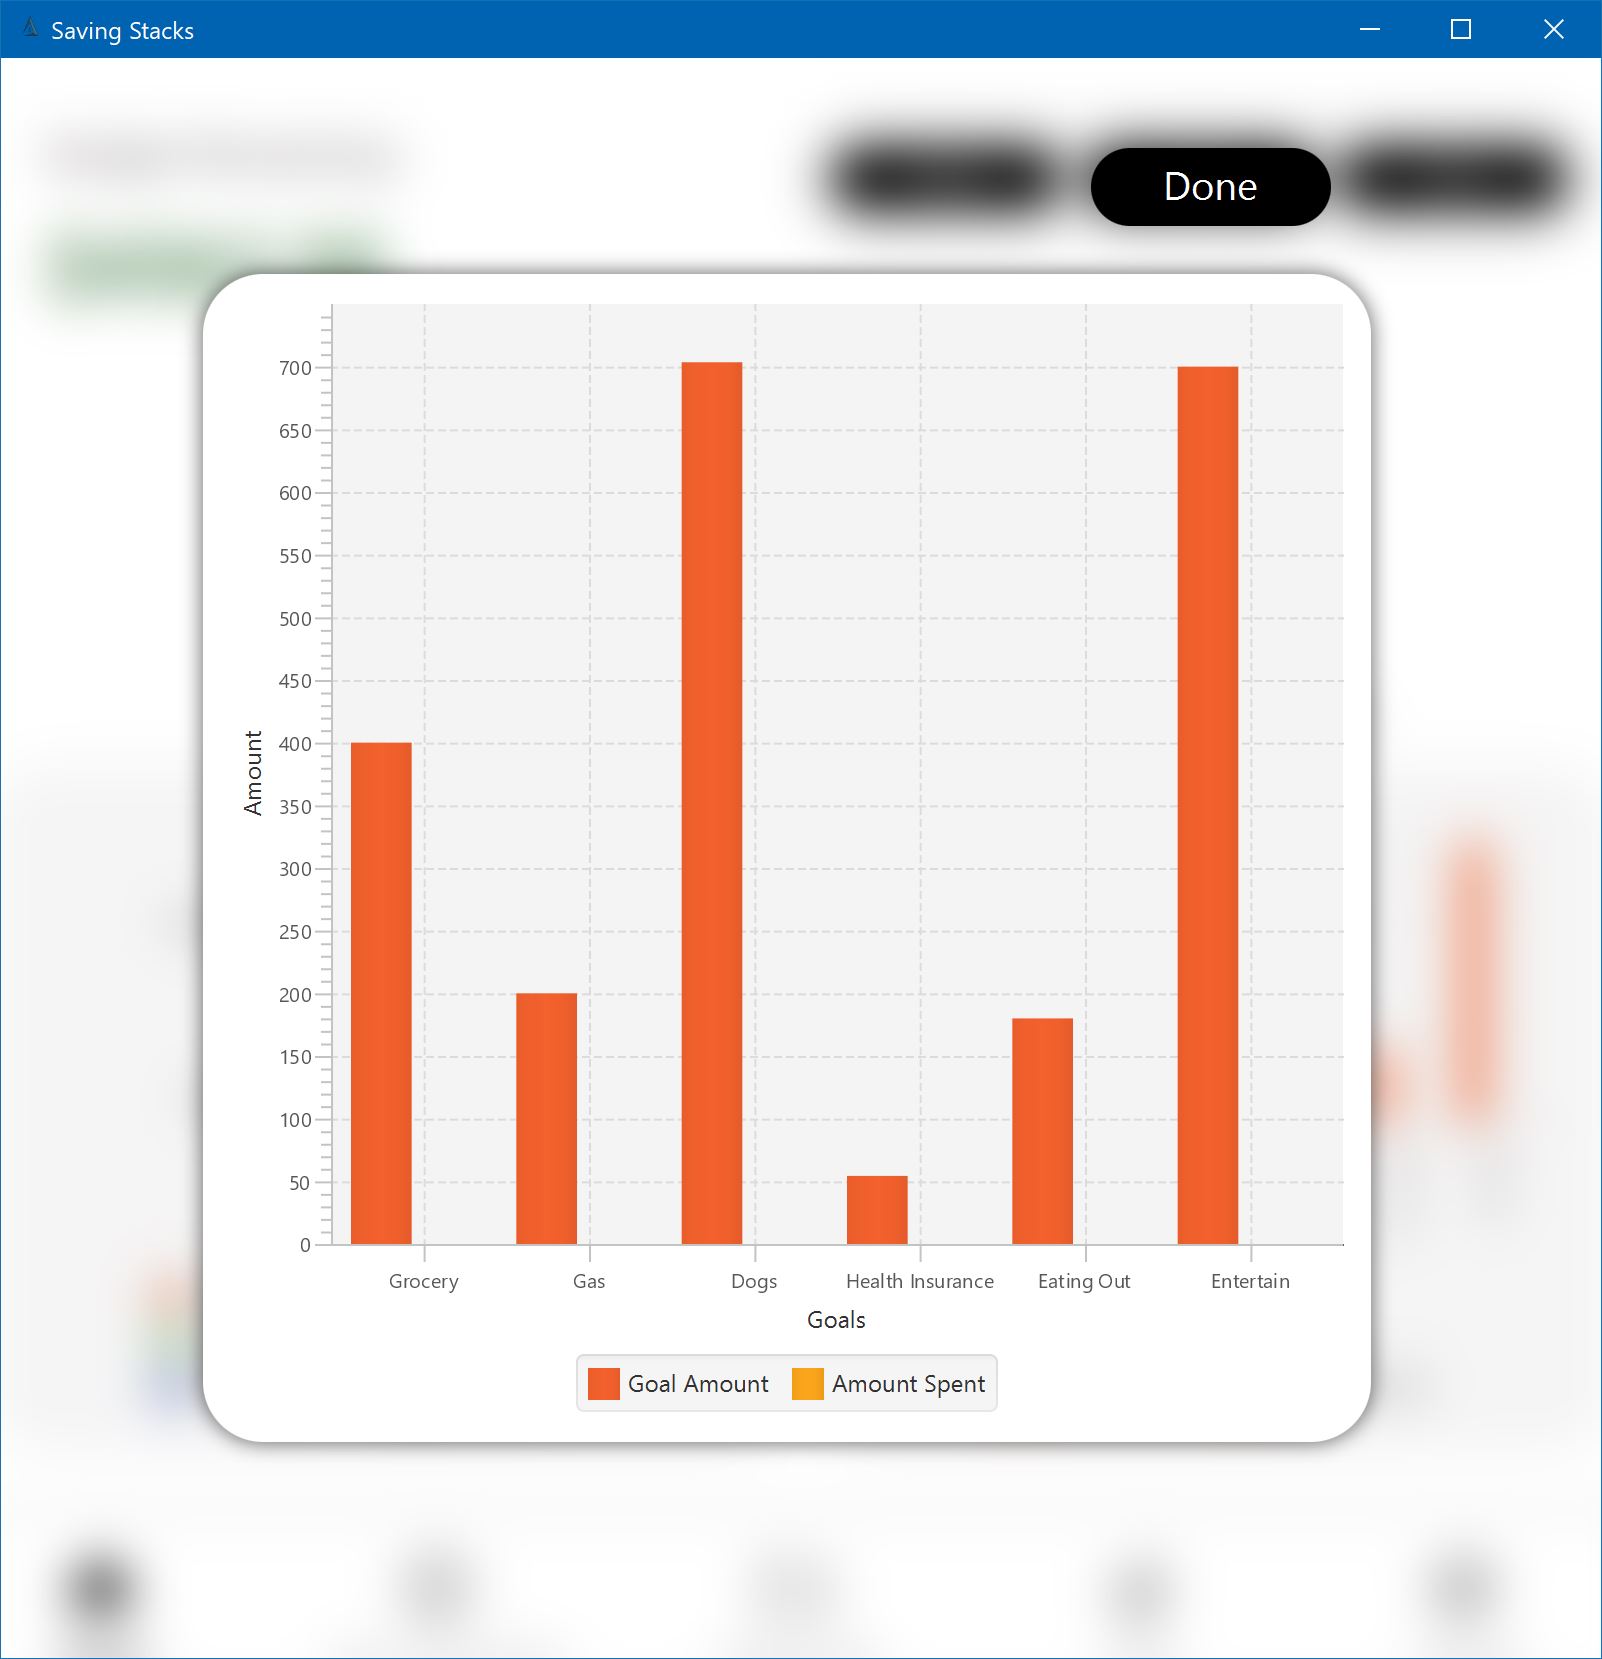 Saving Stacks
Done
700
650
600
550
500
450
400
350
300
250
200
150
100
50
0
Amount
Grocery Gas Dogs Health Insurance Eating Out Entertain
Goals
Goal Amount Amount Spent